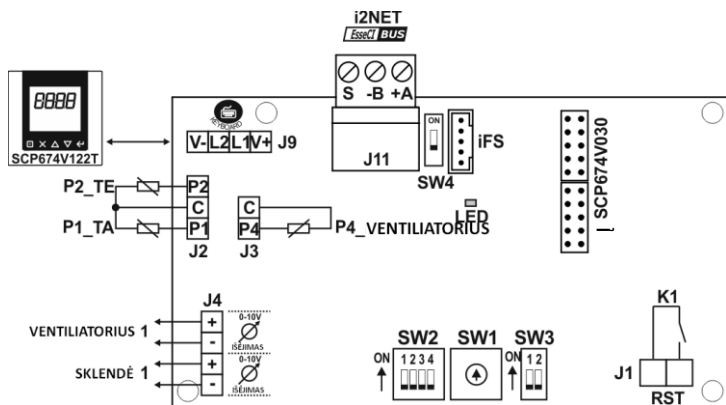 i2NET
EsseCI BUS
S -B +A
8888
SCP674V122T
KEYBOARD
V- L2 L1 V+ J9
J11
ON
SW4
iFS
SCP674V030
P2_TE
P2
C
P1_TA
P1
J2
C
P4
J3
P4_VENTILIATORIUS
LED
J4
VENTILIATORIUS 1
+
-
0-10V
IŠĖJIMAS
SKLENDĖ 1
+
-
0-10V
IŠĖJIMAS
SW2
ON
1 2 3 4
SW1
SW3
ON
1 2
K1
J1
RST